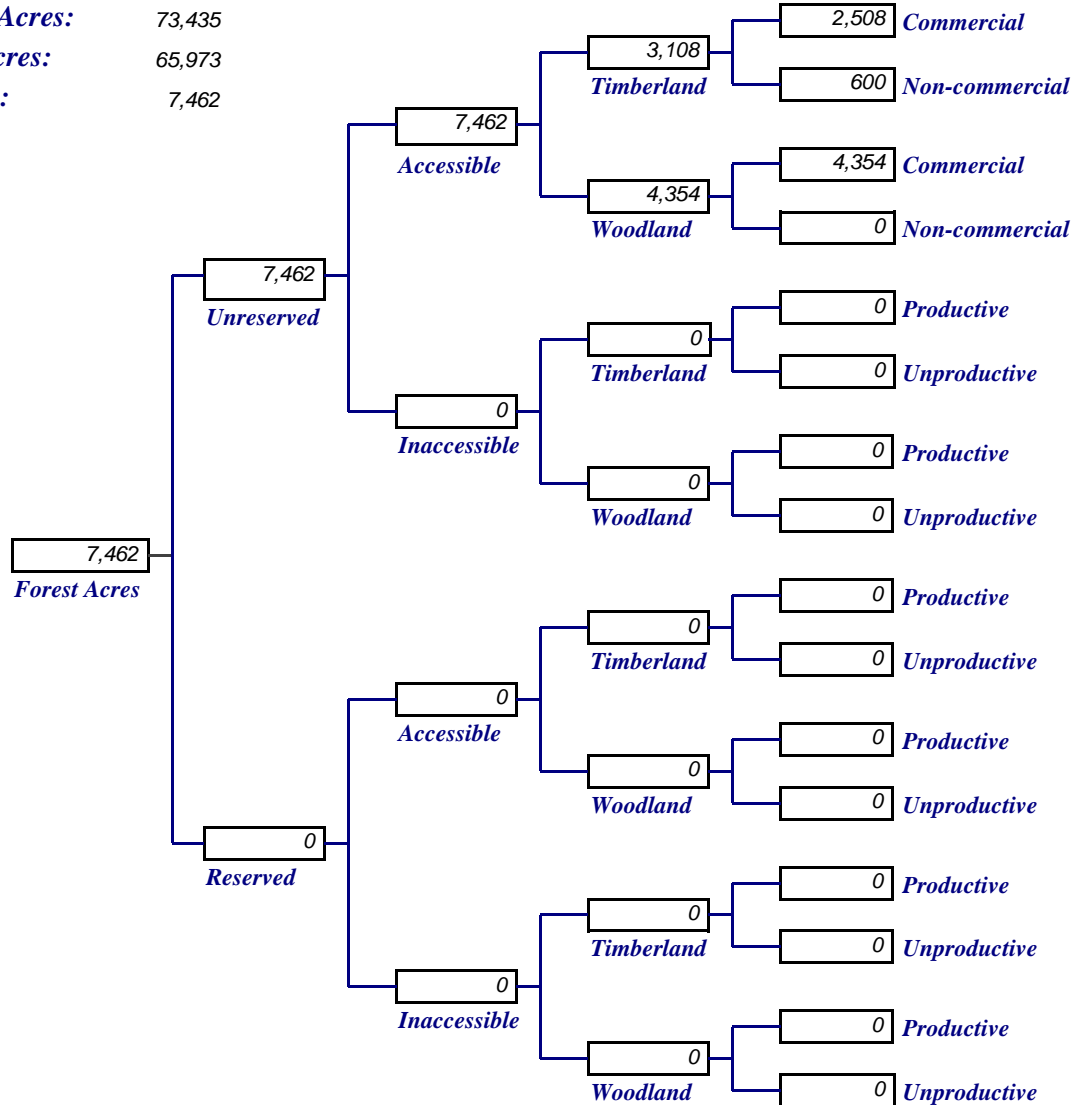 Acres: 73,435
cres: 65,973
: 7,462
2,508 Commercial
3,108
Timberland
600 Non-commercial
7,462
Accessible
4,354 Commercial
4,354
Woodland
0 Non-commercial
7,462
Unreserved
0 Productive
0
Timberland
0 Unproductive
0
Inaccessible
0 Productive
0
Woodland
0 Unproductive
7,462
Forest Acres
0 Productive
0
Timberland
0 Unproductive
0
Accessible
0 Productive
0
Woodland
0 Unproductive
0
Reserved
0 Productive
0
Timberland
0 Unproductive
0
Inaccessible
0 Productive
0
Woodland
0 Unproductive